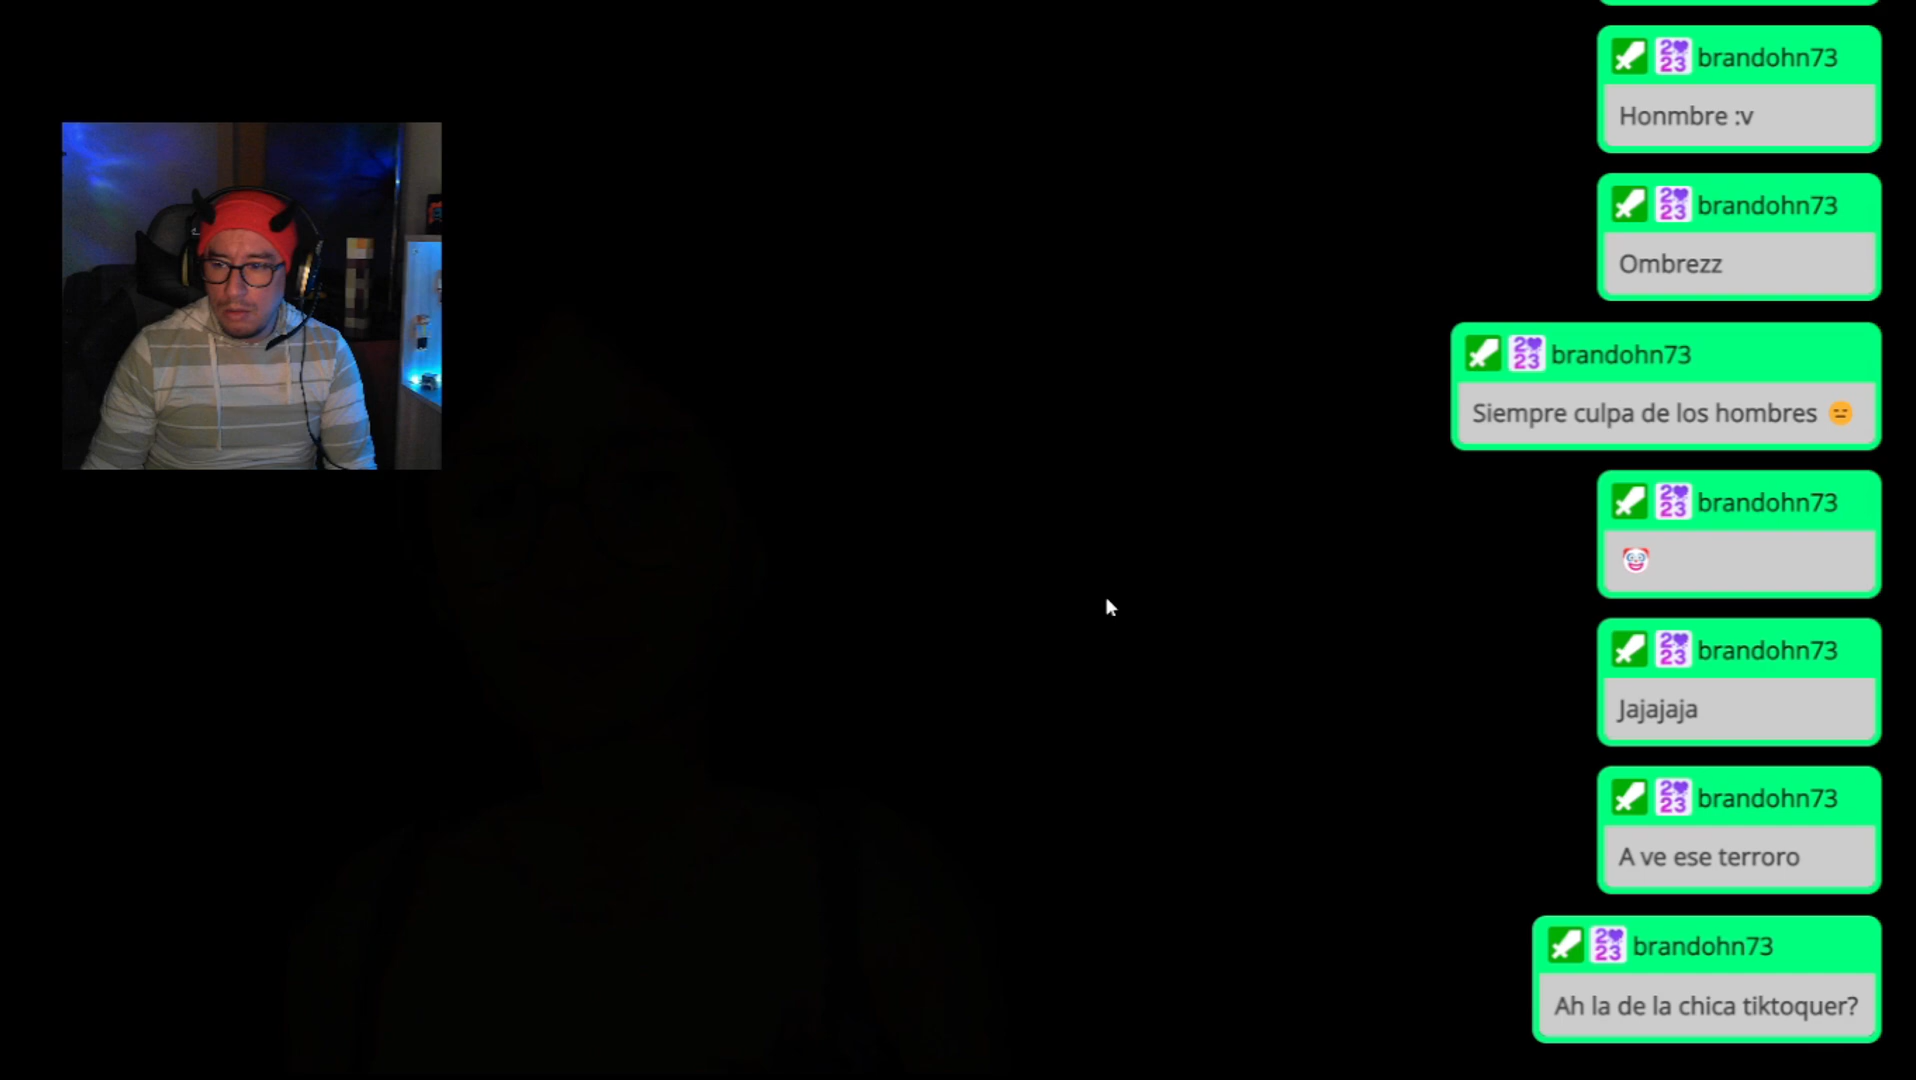 brandohn73
Honmbre :v
brandohn73
Ombrezz
brandohn73
Siempre culpa de los hombres 😑
brandohn73
🤡
brandohn73
Jajajaja
brandohn73
A ve ese terroro
brandohn73
Ah la de la chica tiktoquer?